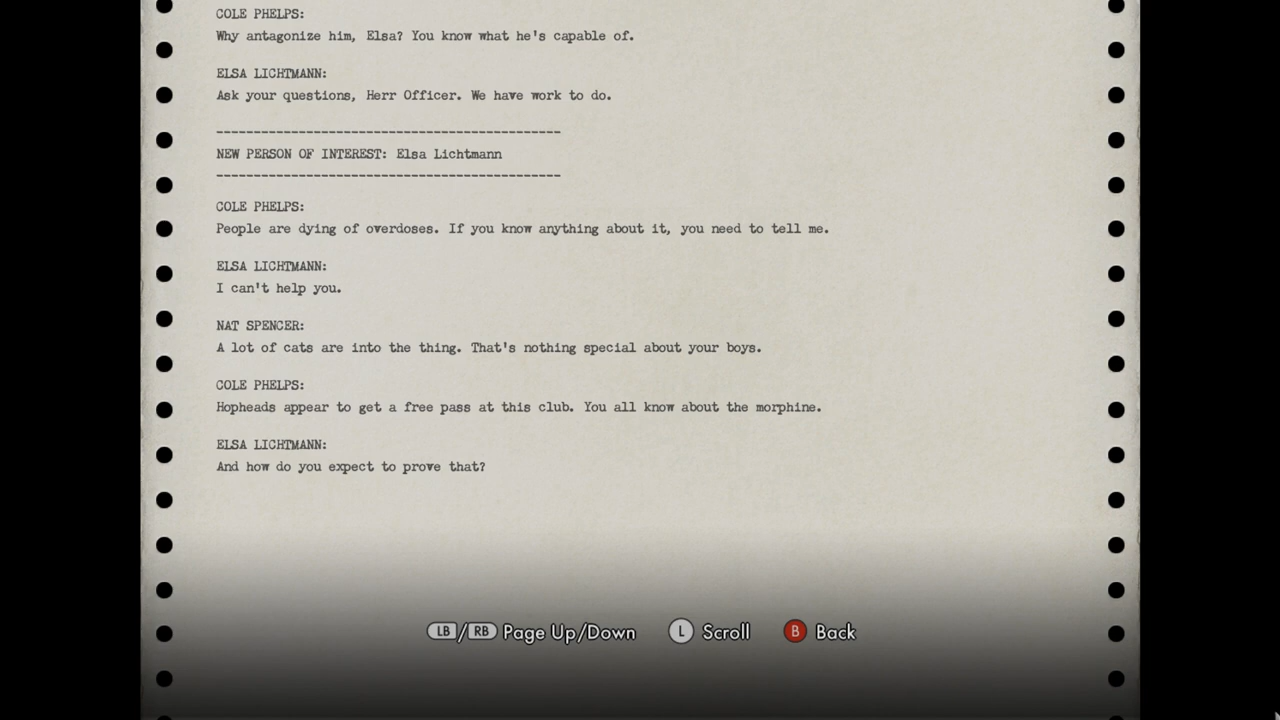 COLE PHELPS:
Why antagonize him, Elsa? You know what he's capable of.
ELSA LICHTMANN:
Ask your questions, Herr Officer. We have work to do.
----------------------------------------------
NEW PERSON OF INTEREST: Elsa Lichtmann
----------------------------------------------
COLE PHELPS:
People are dying of overdoses. If you know anything about it, you need to tell me.
ELSA LICHTMANN:
I can't help you.
NAT SPENCER:
A lot of cats are into the thing. That's nothing special about your boys.
COLE PHELPS:
Hopheads appear to get a free pass at this club. You all know about the morphine.
ELSA LICHTMANN:
And how do you expect to prove that?
LB/RB Page Up/Down L Scroll B Back